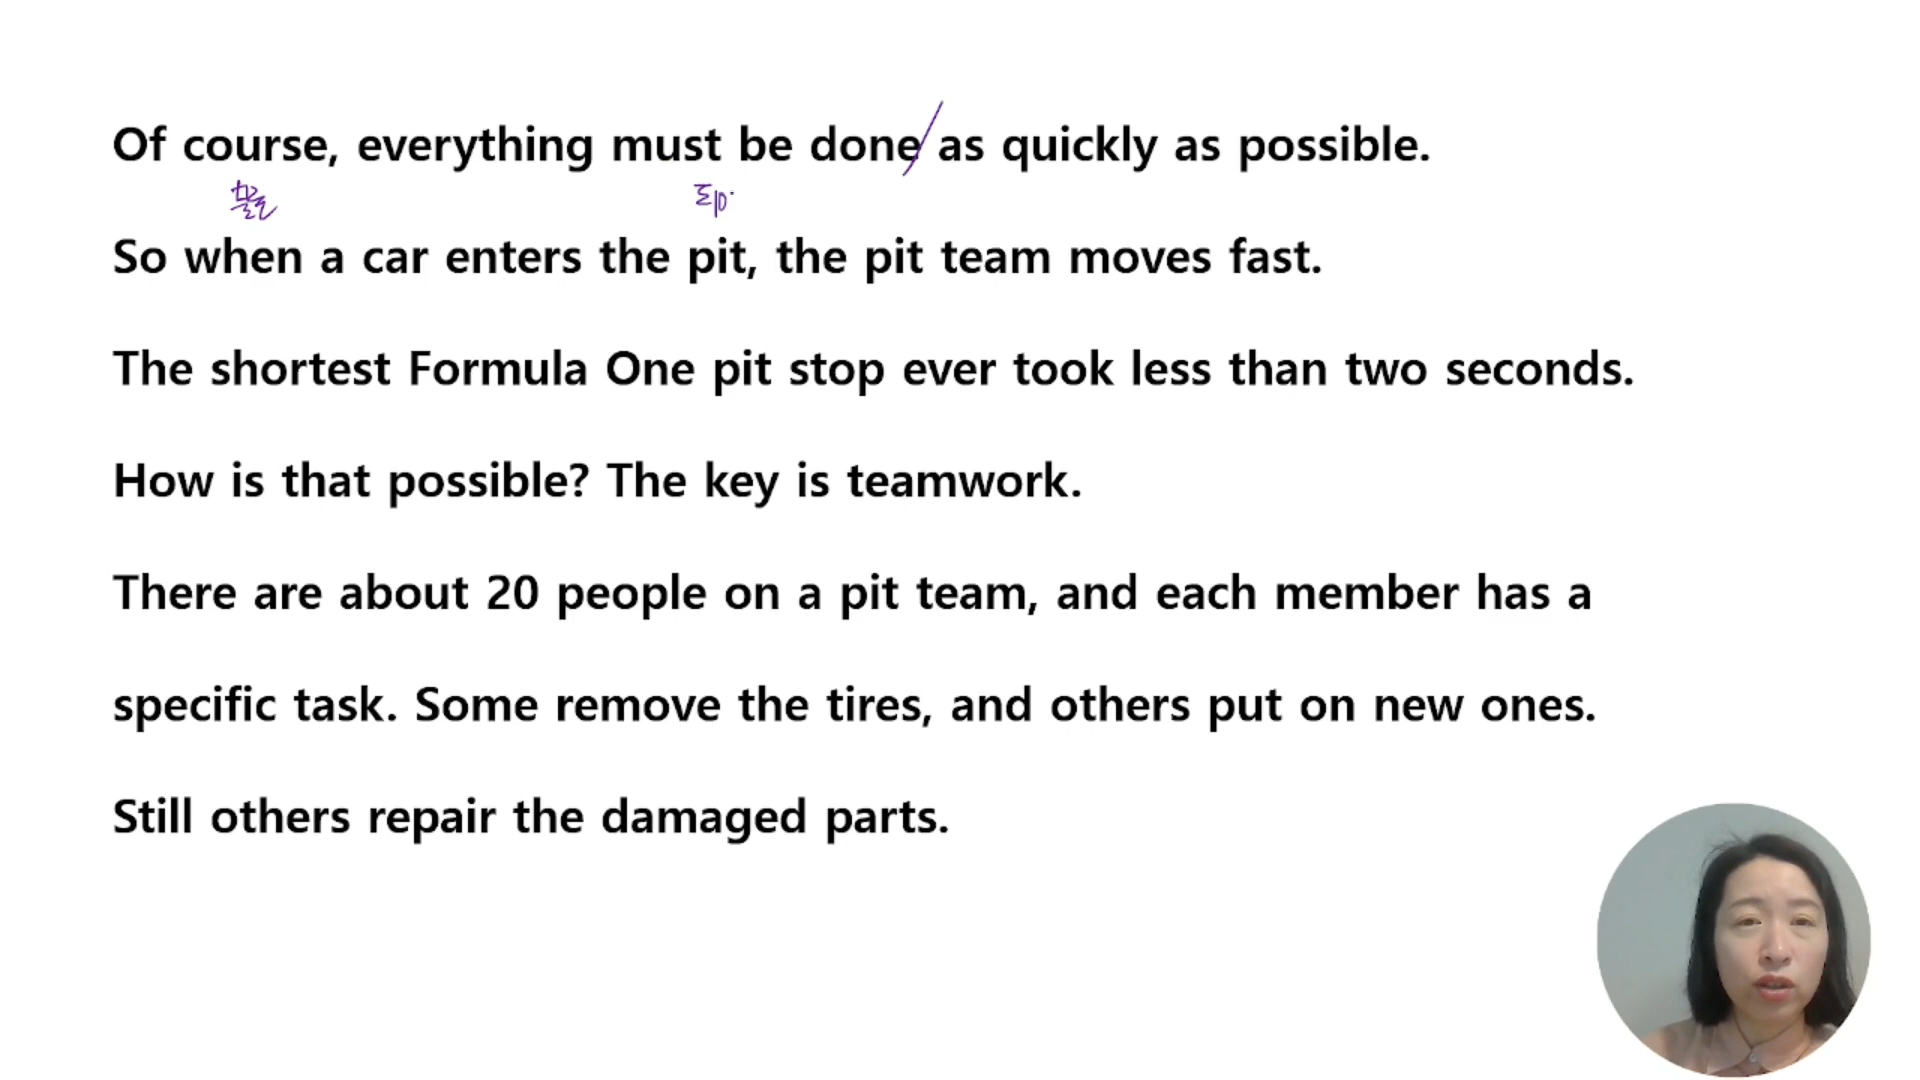 Of course, everything must be done/as quickly as possible.
물론
So when a car enters the pit, the pit team moves fast.
The shortest Formula One pit stop ever took less than two seconds.
How is that possible? The key is teamwork.
There are about 20 people on a pit team, and each member has a
specific task. Some remove the tires, and others put on new ones.
Still others repair the damaged parts.